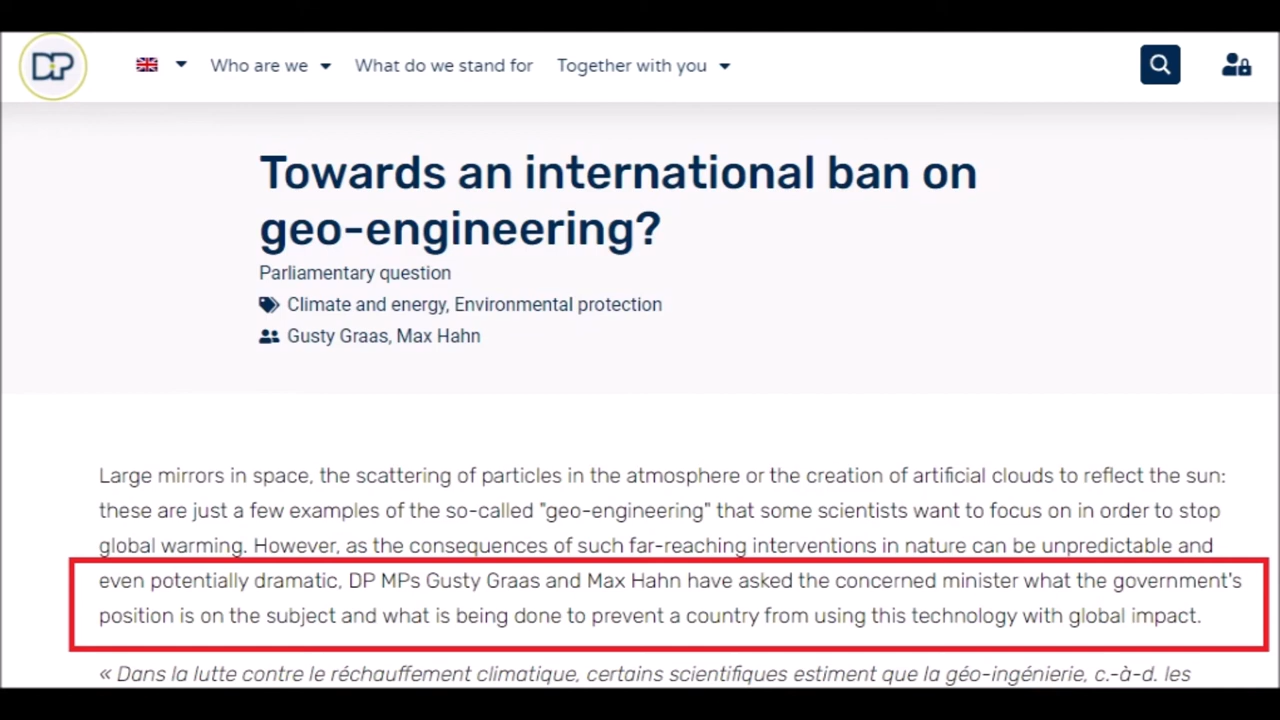 DP
Who are we
What do we stand for
Together with you
Towards an international ban on
geo-engineering?
Parliamentary question
Climate and energy, Environmental protection
Gusty Graas, Max Hahn
Large mirrors in space, the scattering of particles in the atmosphere or the creation of artificial clouds to reflect the sun:
these are just a few examples of the so-called "geo-engineering" that some scientists want to focus on in order to stop
global warming. However, as the consequences of such far-reaching interventions in nature can be unpredictable and
even potentially dramatic, DP MPs Gusty Graas and Max Hahn have asked the concerned minister what the government's
position is on the subject and what is being done to prevent a country from using this technology with global impact.
« Dans la lutte contre le réchauffement climatique, certains scientifiques estiment que la géo-ingénierie, c.-à-d. les